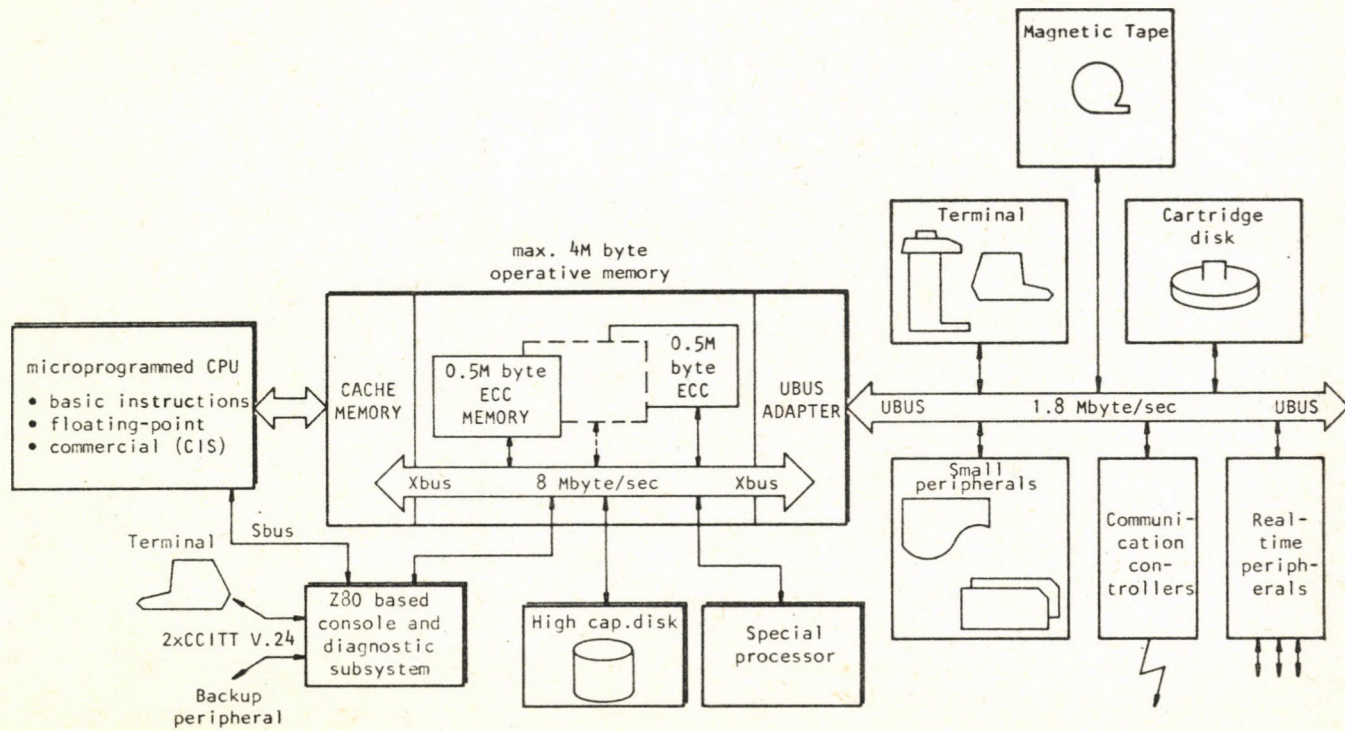 Magnetic Tape
Terminal
Cartridge
disk
max. 4M byte
operative memory
microprogrammed CPU
• basic instructions
• floating-point
• commercial (CIS)
CACHE
MEMORY
0.5M byte
ECC
MEMORY
0.5M
byte
ECC
UBUS
ADAPTER
UBUS
1.8 Mbyte/sec
UBUS
Xbus
8 Mbyte/sec
Xbus
Small
peripherals
Communi-
cation
con-
trollers
Real-
time
periph-
erals
Sbus
Terminal
2xCCITT V.24
Backup
peripheral
Z80 based
console and
diagnostic
subsystem
High cap.disk
Special
processor